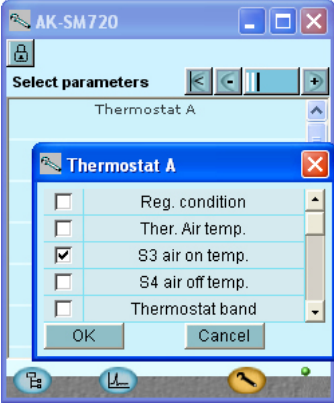 AK-SM720
Select parameters
Thermostat A
Thermostat A
Reg. condition
Ther. Air temp.
S3 air on temp.
S4 air off temp.
Thermostat band
OK Cancel